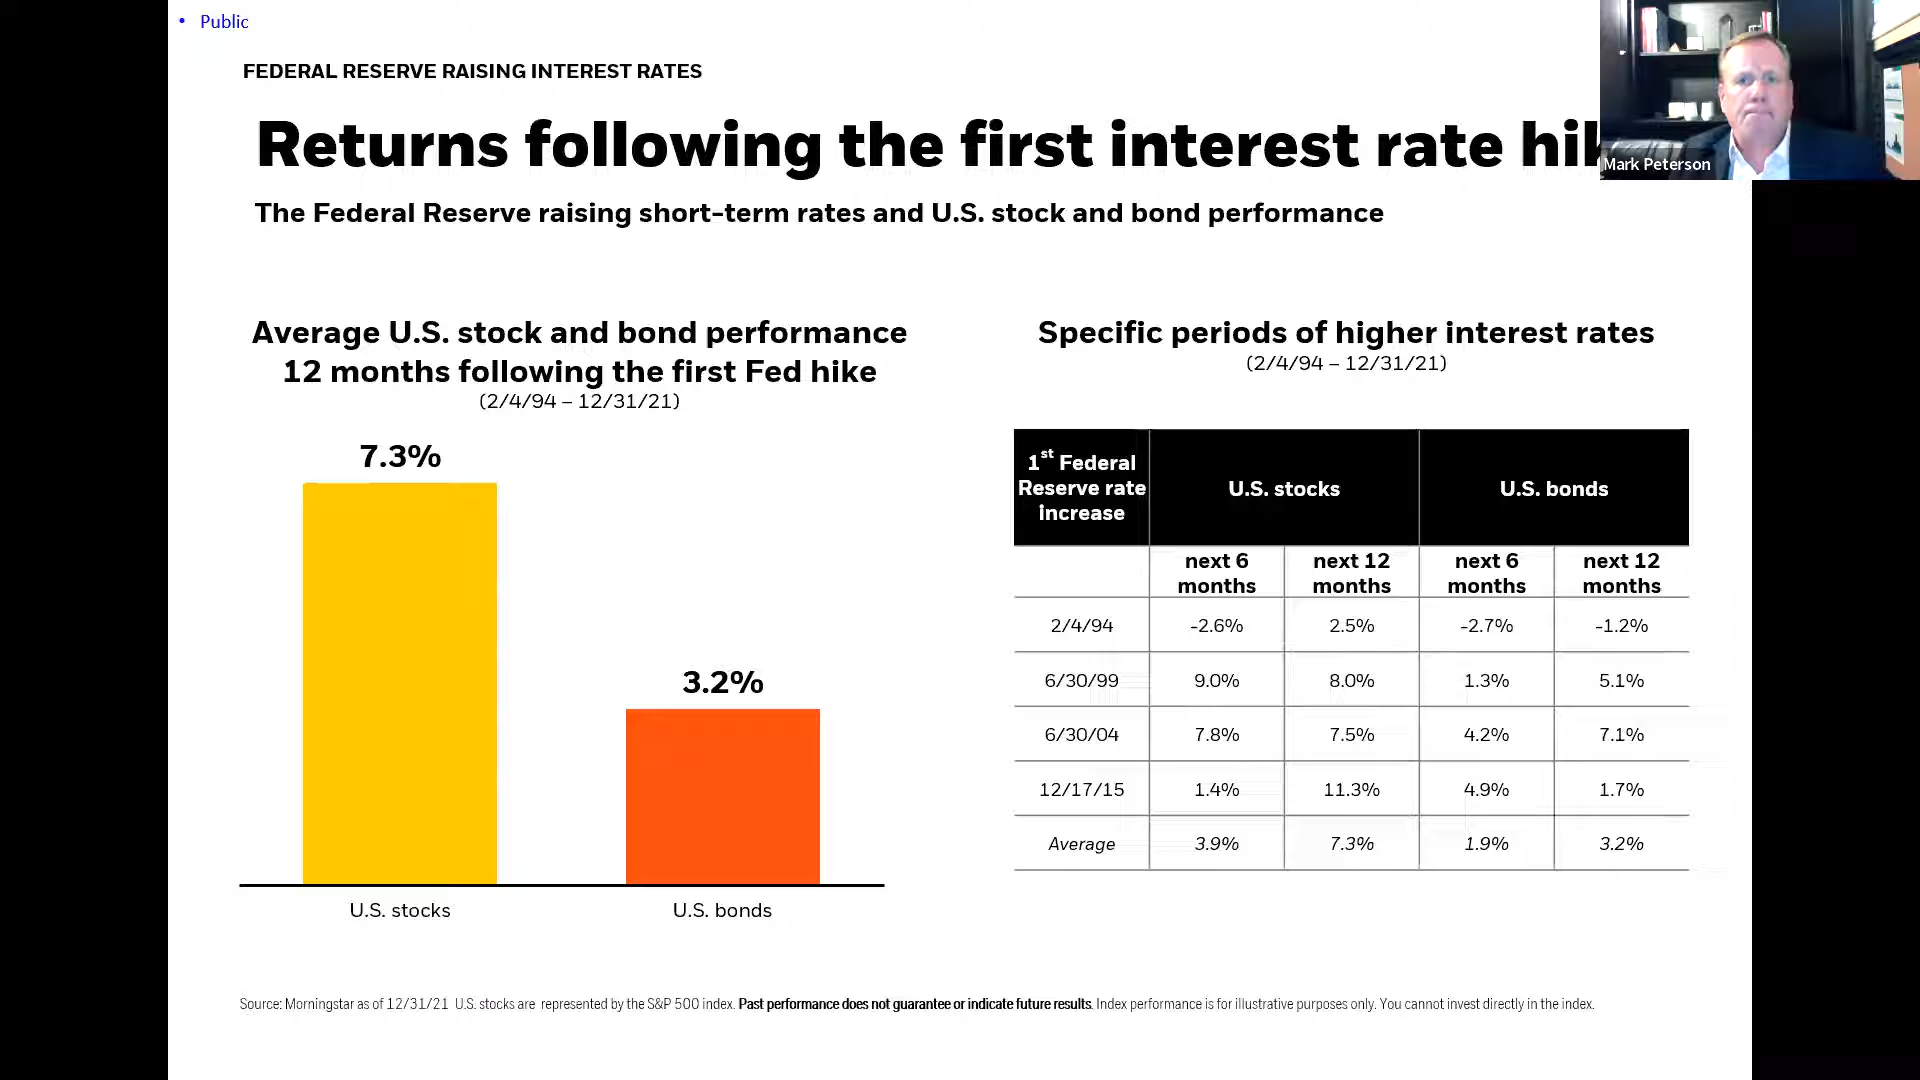 • Public
FEDERAL RESERVE RAISING INTEREST RATES
Returns following the first interest rate
Mark Peterson
The Federal Reserve raising short-term rates and U.S. stock and bond performance
Average U.S. stock and bond performance
12 months following the first Fed hike
(2/4/94 – 12/31/21)
7.3%
3.2%
U.S. stocks
U.S. bonds
Specific periods of higher interest rates
(2/4/94 – 12/31/21)
1st Federal
Reserve rate
increase
U.S. stocks
U.S. bonds
next 6
months
next 12
months
next 6
months
next 12
months
2/4/94 -2.6% 2.5% -2.7% -1.2%
6/30/99 9.0% 8.0% 1.3% 5.1%
6/30/04 7.8% 7.5% 4.2% 7.1%
12/17/15 1.4% 11.3% 4.9% 1.7%
Average 3.9% 7.3% 1.9% 3.2%
Source: Morningstar as of 12/31/21 U.S. stocks are represented by the S&P 500 index. Past performance does not guarantee or indicate future results. Index performance is for illustrative purposes only. You cannot invest directly in the index.